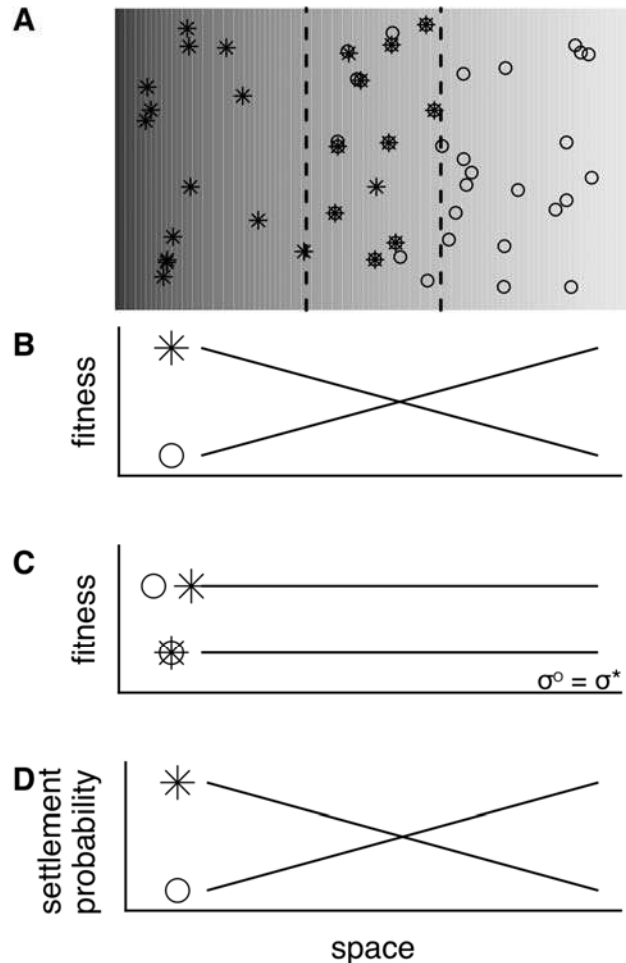 A
B
fitness
C
fitness
σ° = σ*
D
settlement
probability
space